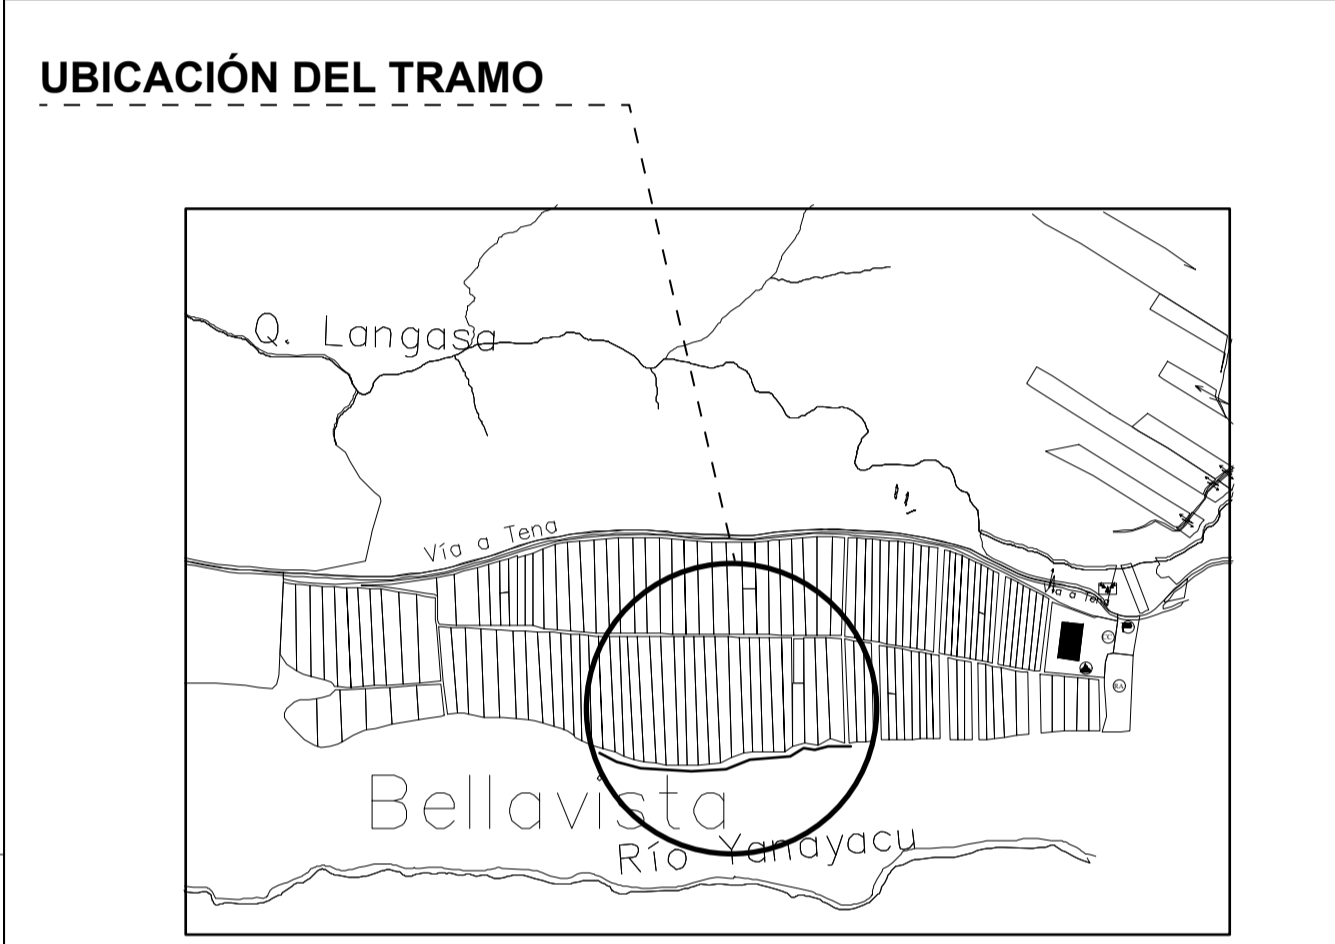 UBICACIÓN DEL TRAMO
Q. Langasa
Vía a Tena
Vía a Tena
Bellavista
Río Yanayacu